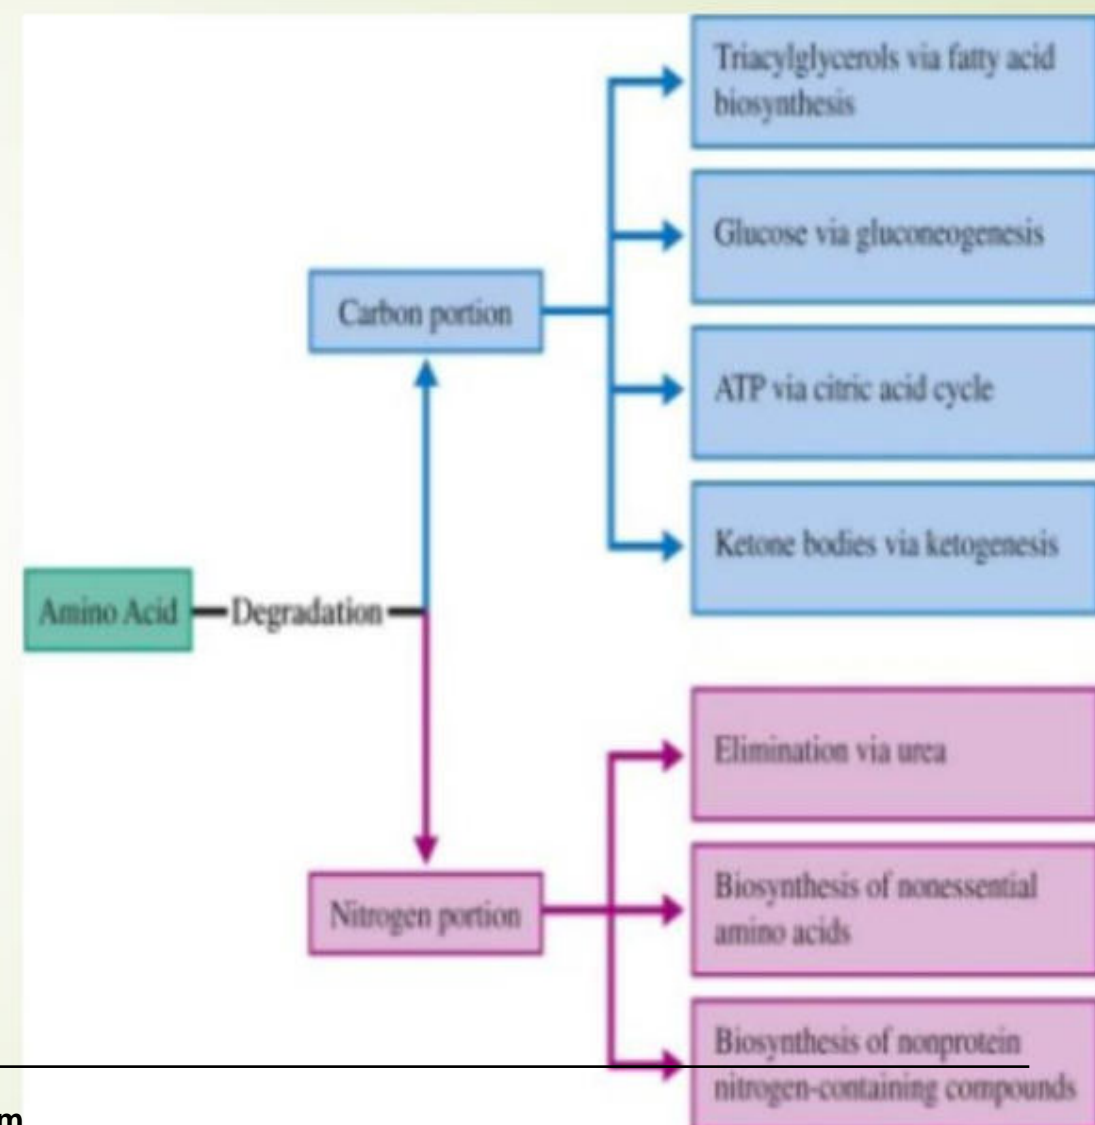 Triacylglycerols via fatty acid
biosynthesis
Glucose via gluconeogenesis
Carbon portion
ATP via citric acid cycle
Ketone bodies via ketogenesis
Amino Acid
Degradation
Elimination via urea
Biosynthesis of nonessential
amino acids
Nitrogen portion
Biosynthesis of nonprotein
nitrogen-containing compounds